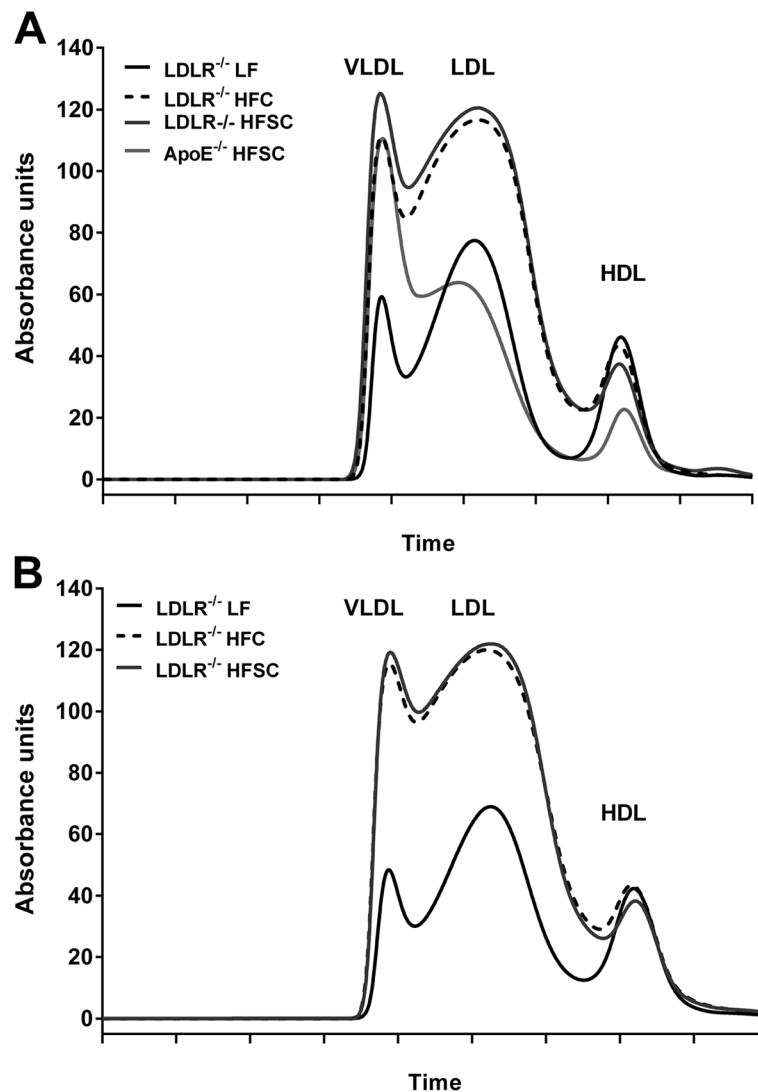 A
140
120
100
80
60
40
20
0
Absorbance units
LDLR-/- LF
LDLR-/- HFC
LDLR-/- HFSC
ApoE-/- HFSC
VLDL LDL
HDL
Time
B
140
120
100
80
60
40
20
0
Absorbance units
LDLR-/- LF
LDLR-/- HFC
LDLR-/- HFSC
VLDL LDL
HDL
Time